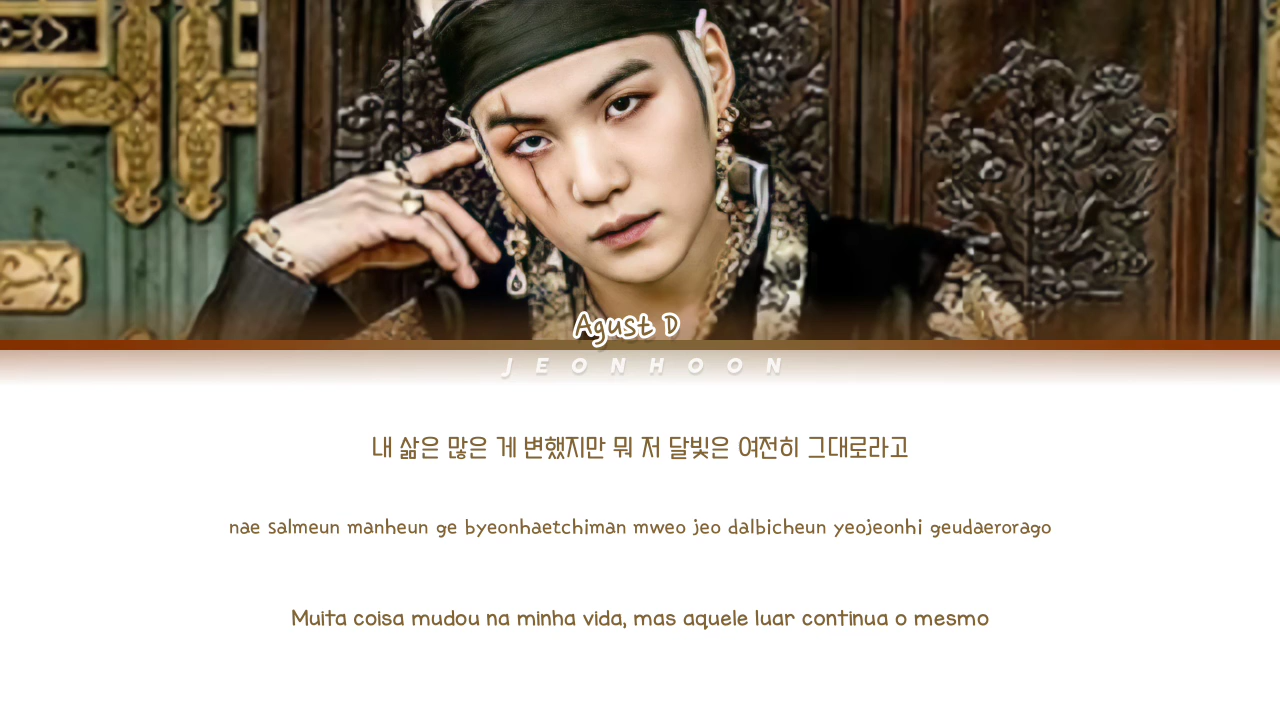 Agust D
JEONHOON
내 삶은 많은 게 변했지만 뭐 저 달빛은 여전히 그대로라고
nae salmeun manheun ge byeonhaetchiman mweo jeo dalbicheun yeojeonhi geudaerorago
Muita coisa mudou na minha vida, mas aquele luar continua o mesmo